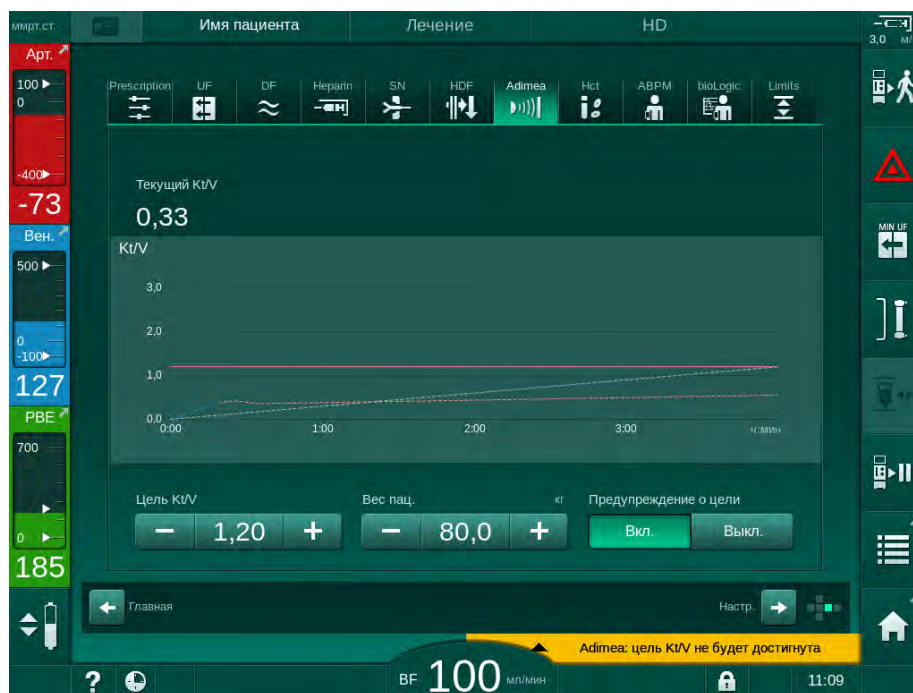 ммрт.ст.
Имя пациента
Лечение
HD
3,0
Арт.
100
0
-400
-73
Вен.
500
0
-100
127
PBE
700
0
185
Prescription
UF
DF
Heparin
SN
HDF
Adimea
Hct
ABPM
bioLogic
Limits
Текущий Kt/V
0,33
Kt/V
3,0
2,0
1,0
0,0
0:00
1:00
2:00
3:00
ч:мин
Цель Kt/V
Вес пац.
кг
Предупреждение о цели
1,20
80,0
Вкл.
Выкл.
MIN UF
Главная
Настр.
Adimea: цель Kt/V не будет достигнута
?
BF 100 мл/мин
11:09